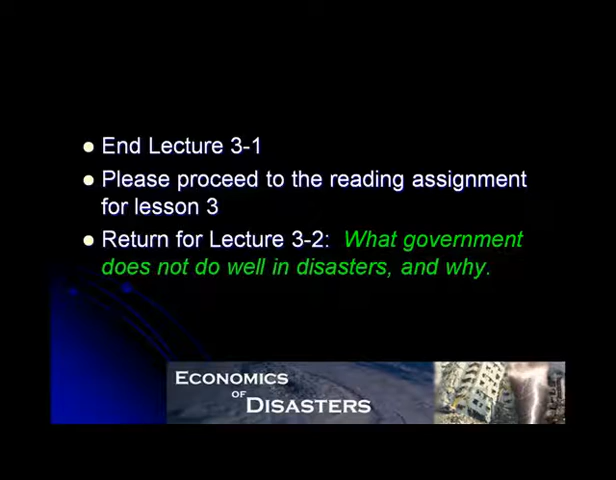 End Lecture 3-1
Please proceed to the reading assignment
for lesson 3
Return for Lecture 3-2: What government
does not do well in disasters, and why.
ECONOMICS
OF
DISASTERS